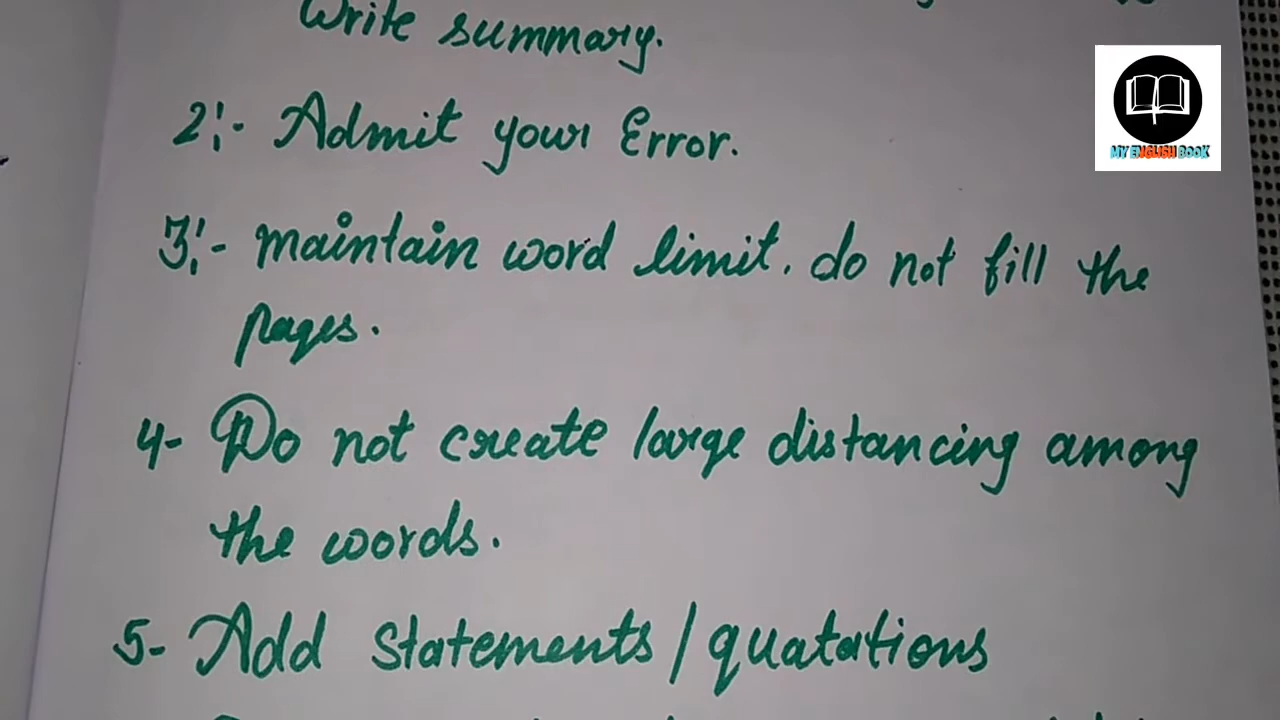 Write summary.
2:- Admit your Error.
3:- maintain word limit. do not fill the
pages.
4- Do not create large distancing among
the words.
5- Add statements/quatations
MY ENGLISH BOOK